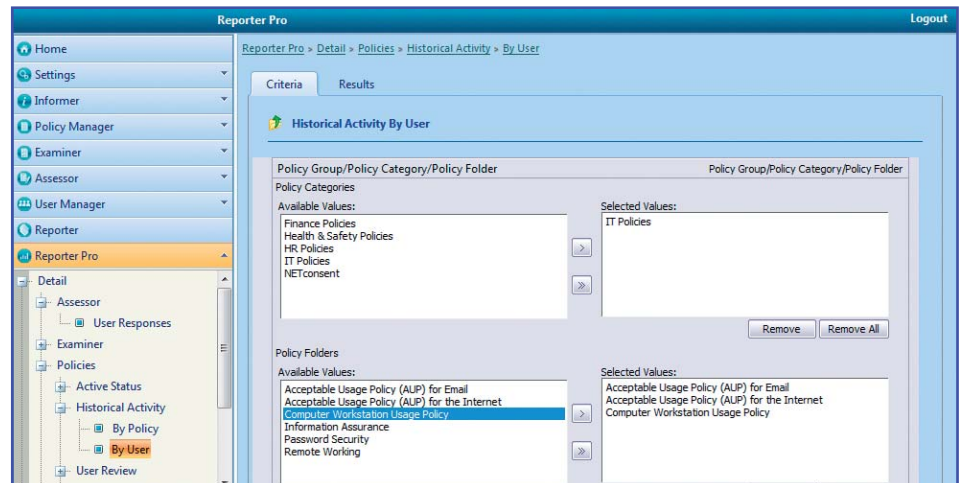 Reporter Pro
Logout
Home
Settings
Informer
Policy Manager
Examiner
Assessor
User Manager
Reporter
Reporter Pro
Detail
Assessor
User Responses
Examiner
Policies
Active Status
Historical Activity
By Policy
By User
User Review
Reporter Pro » Detail » Policies » Historical Activity » By User
Criteria Results
Historical Activity By User
Policy Group/Policy Category/Policy Folder Policy Group/Policy Category/Policy Folder
Policy Categories
Available Values:
Finance Policies
Health & Safety Policies
HR Policies
IT Policies
NETconsent
>
»
Selected Values:
IT Policies
Remove Remove All
Policy Folders
Available Values:
Acceptable Usage Policy (AUP) for Email
Acceptable Usage Policy (AUP) for the Internet
Computer Workstation Usage Policy
Information Assurance
Password Security
Remote Working
>
»
Selected Values:
Acceptable Usage Policy (AUP) for Email
Acceptable Usage Policy (AUP) for the Internet
Computer Workstation Usage Policy